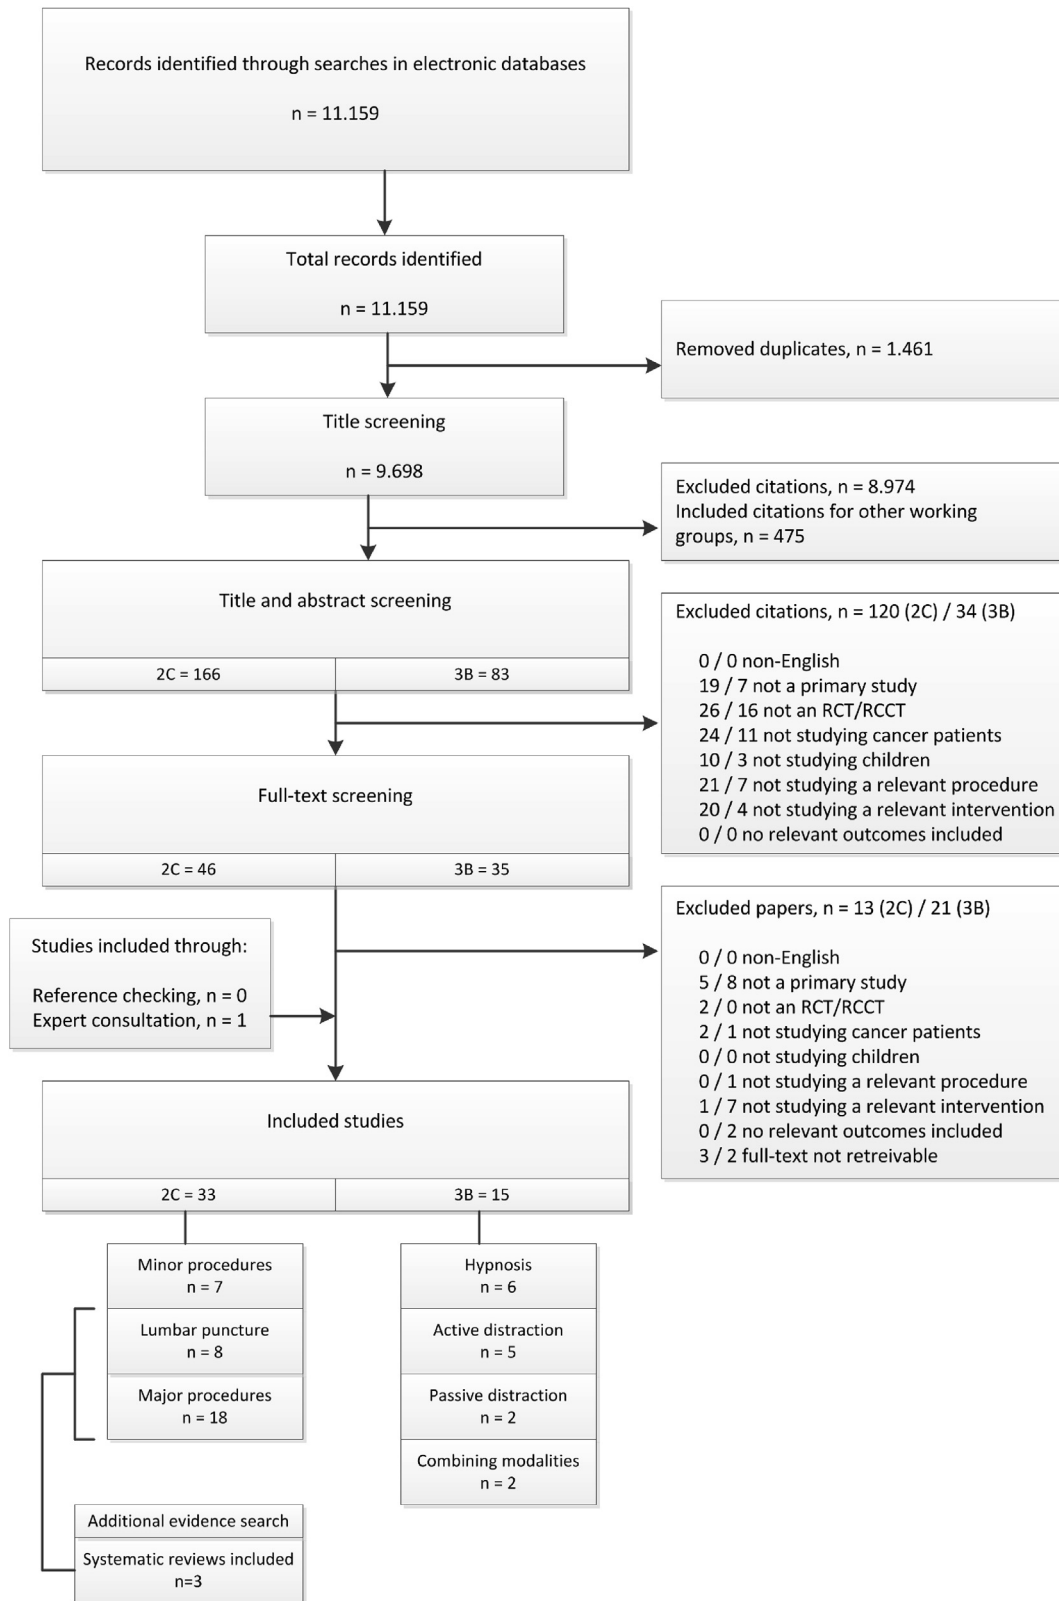 Records identified through searches in electronic databases
n = 11.159
Total records identified
n = 11.159
Removed duplicates, n = 1.461
Title screening
n = 9.698
Excluded citations, n = 8.974
Included citations for other working
groups, n = 475
Title and abstract screening
2C = 166
3B = 83
Excluded citations, n = 120 (2C) / 34 (3B)
0 / 0 non-English
19 / 7 not a primary study
26 / 16 not an RCT/RCCT
24 / 11 not studying cancer patients
10 / 3 not studying children
21 / 7 not studying a relevant procedure
20 / 4 not studying a relevant intervention
0 / 0 no relevant outcomes included
Full-text screening
2C = 46
3B = 35
Excluded papers, n = 13 (2C) / 21 (3B)
0 / 0 non-English
5 / 8 not a primary study
2 / 0 not an RCT/RCCT
2 / 1 not studying cancer patients
0 / 0 not studying children
0 / 1 not studying a relevant procedure
1 / 7 not studying a relevant intervention
0 / 2 no relevant outcomes included
3 / 2 full-text not retreivable
Studies included through:
Reference checking, n = 0
Expert consultation, n = 1
Included studies
2C = 33
3B = 15
Minor procedures
n = 7
Lumbar puncture
n = 8
Major procedures
n = 18
Hypnosis
n = 6
Active distraction
n = 5
Passive distraction
n = 2
Combining modalities
n = 2
Additional evidence search
Systematic reviews included
n=3